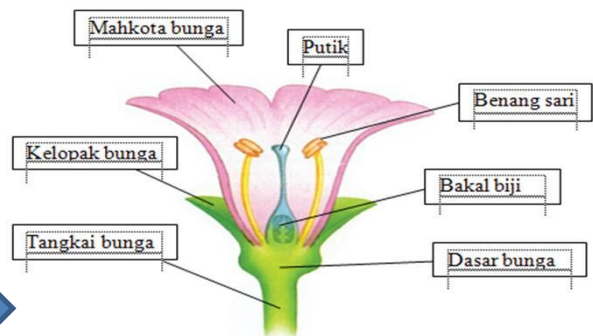 Mahkota bunga
Putik
Benang sari
Kelopak bunga
Bakal biji
Tangkai bunga
Dasar bunga